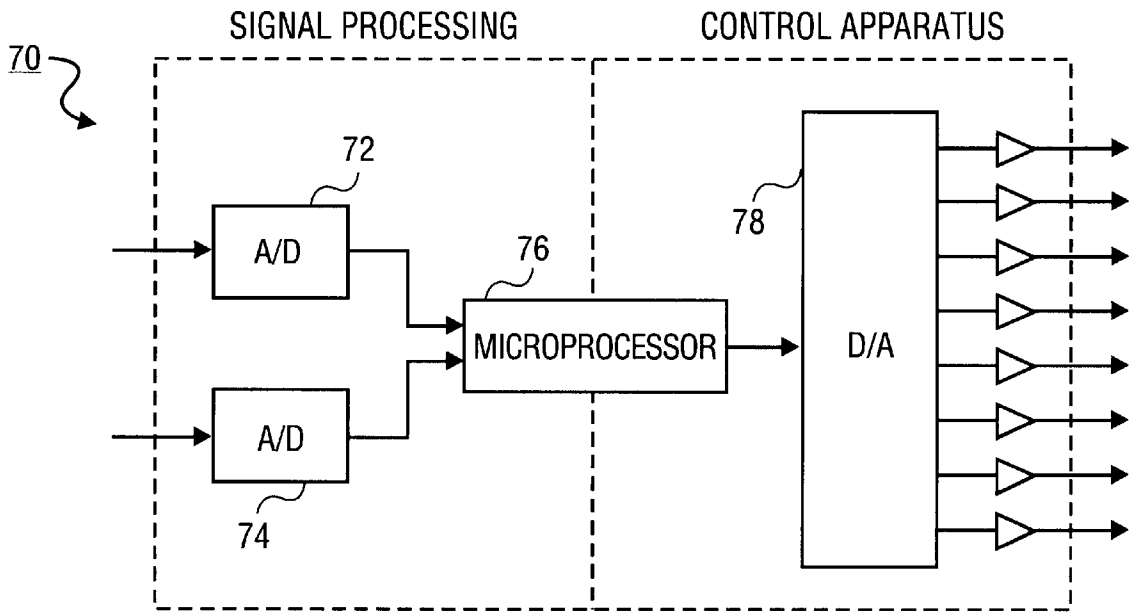 SIGNAL PROCESSING
CONTROL APPARATUS
70
72
A/D
76
MICROPROCESSOR
78
D/A
A/D
74